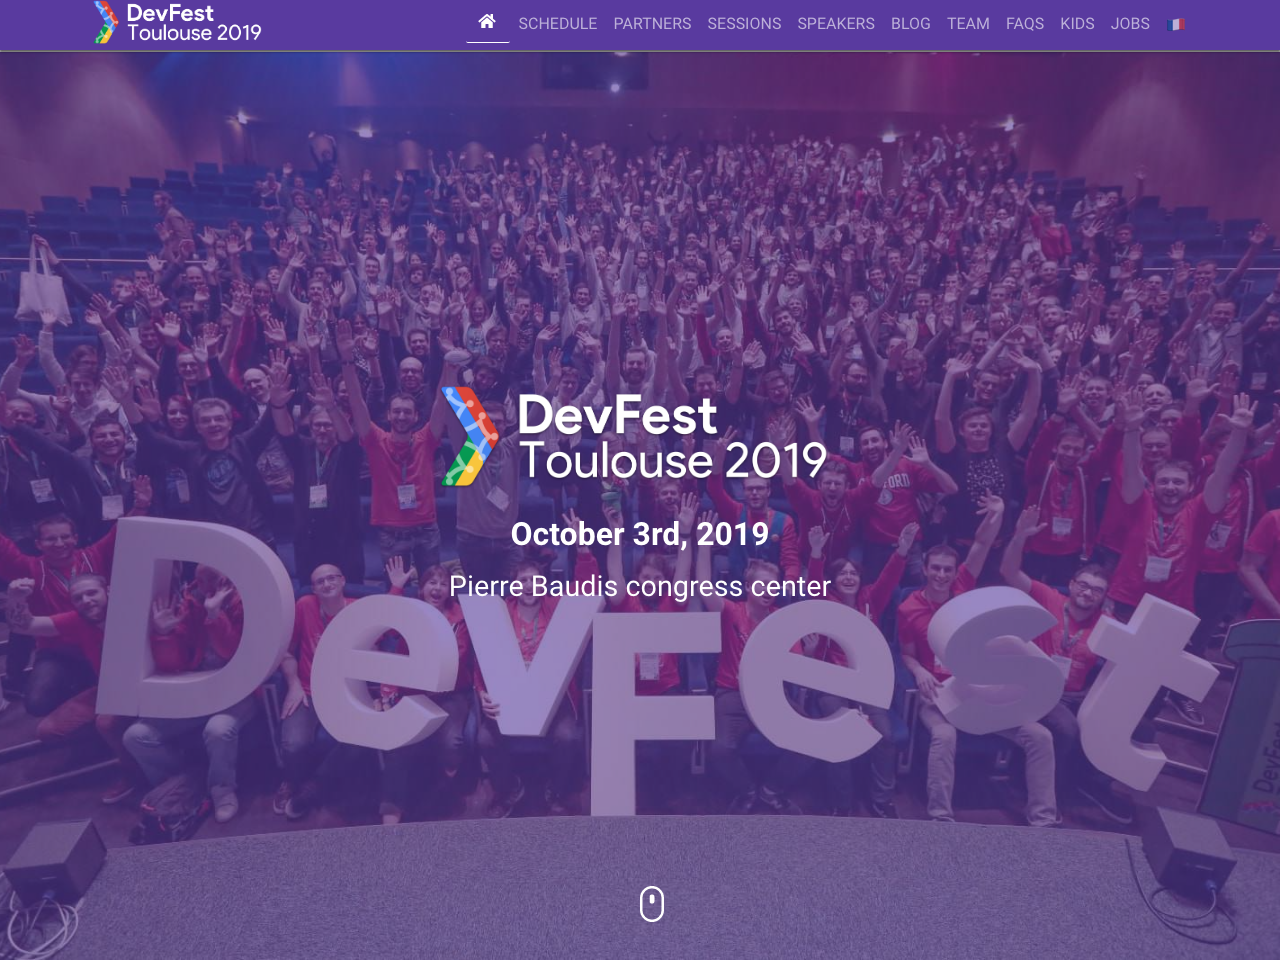 DevFest
Toulouse 2019
SCHEDULE PARTNERS SESSIONS SPEAKERS BLOG TEAM FAQS KIDS JOBS
DevFest
Toulouse 2019
October 3rd, 2019
Pierre Baudis congress center
DevFest